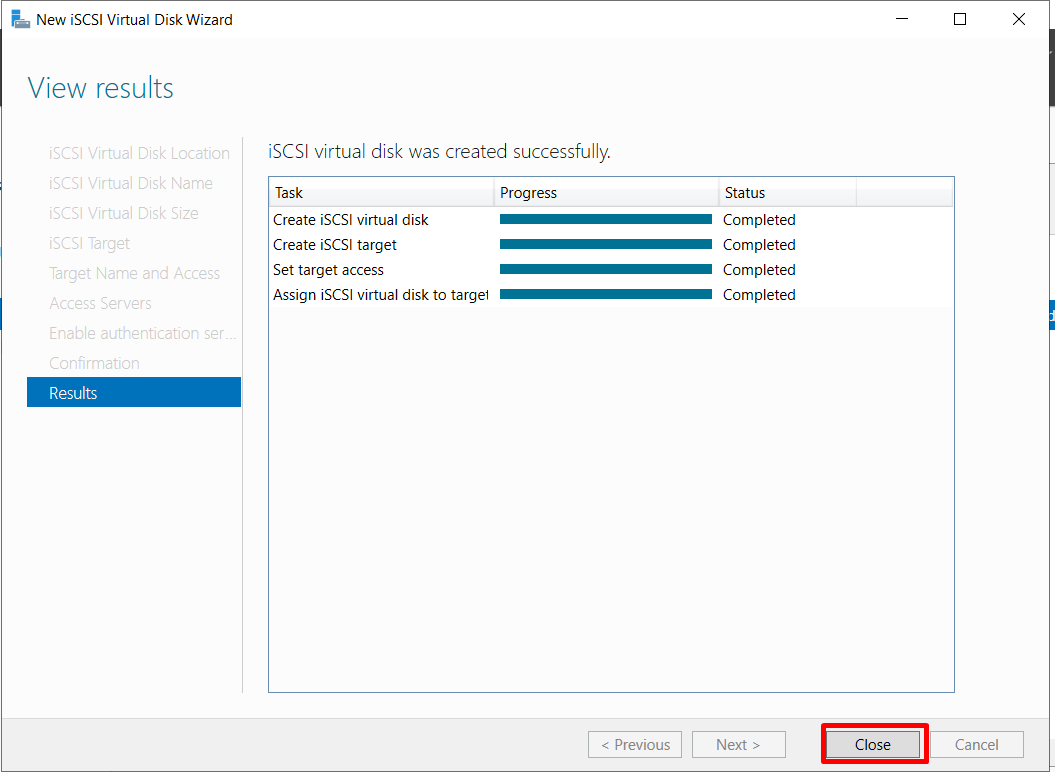 New iSCSI Virtual Disk Wizard
View results
iSCSI Virtual Disk Location
iSCSI Virtual Disk Name
iSCSI Virtual Disk Size
iSCSI Target
Target Name and Access
Access Servers
Enable authentication ser...
Confirmation
Results
iSCSI virtual disk was created successfully.
Task Progress Status
Create iSCSI virtual disk Completed
Create iSCSI target Completed
Set target access Completed
Assign iSCSI virtual disk to target Completed
< Previous Next > Close Cancel